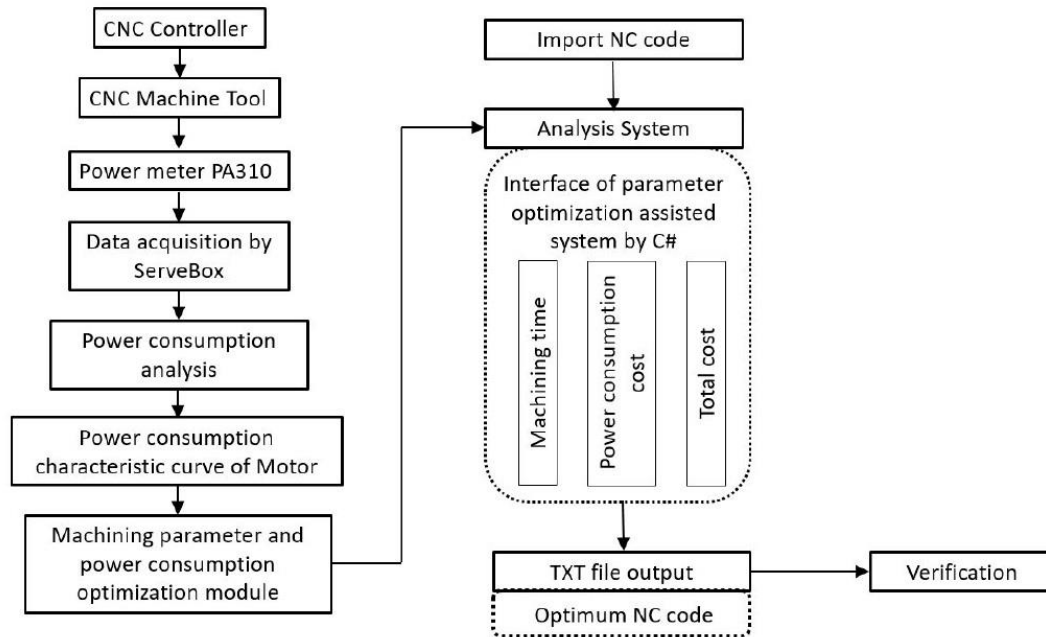 CNC Controller
CNC Machine Tool
Power meter PA310
Data acquisition by
ServeBox
Power consumption
analysis
Power consumption
characteristic curve of Motor
Machining parameter and
power consumption
optimization module
Import NC code
Analysis System
Interface of parameter
optimization assisted
system by C#
Machining time
Power consumption
cost
Total cost
TXT file output
Optimum NC code
Verification